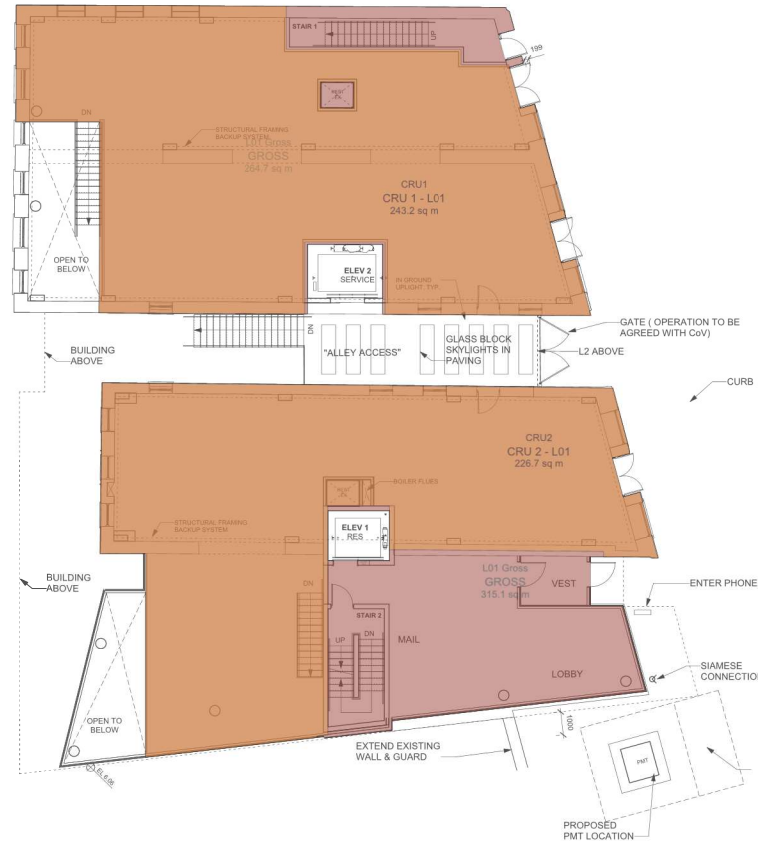 STAIR 1
UP
199
DN
STRUCTURAL FRAMING
BACKUP SYSTEM
L01 Gross
GROSS
264.7 sq m
CRU1
CRU 1 - L01
243.2 sq m
OPEN TO
BELOW
ELEV 2
SERVICE
IN GROUND
UPLIGHT, TYP.
DN
"ALLEY ACCESS"
GLASS BLOCK
SKYLIGHTS IN
PAVING
GATE ( OPERATION TO BE
AGREED WITH CoV)
L2 ABOVE
BUILDING
ABOVE
CURB
CRU2
CRU 2 - L01
226.7 sq m
BOILER FLUES
STRUCTURAL FRAMING
BACKUP SYSTEM
ELEV 1
RES
L01 Gross
GROSS
315.1 sq m
VEST
BUILDING
ABOVE
DN
ENTER PHONE
STAIR 2
UP
DN
MAIL
LOBBY
SIAMESE
CONNECTIO
OPEN TO
BELOW
1000
EXTEND EXISTING
WALL & GUARD
PMT
EL 6.06
PROPOSED
PMT LOCATION